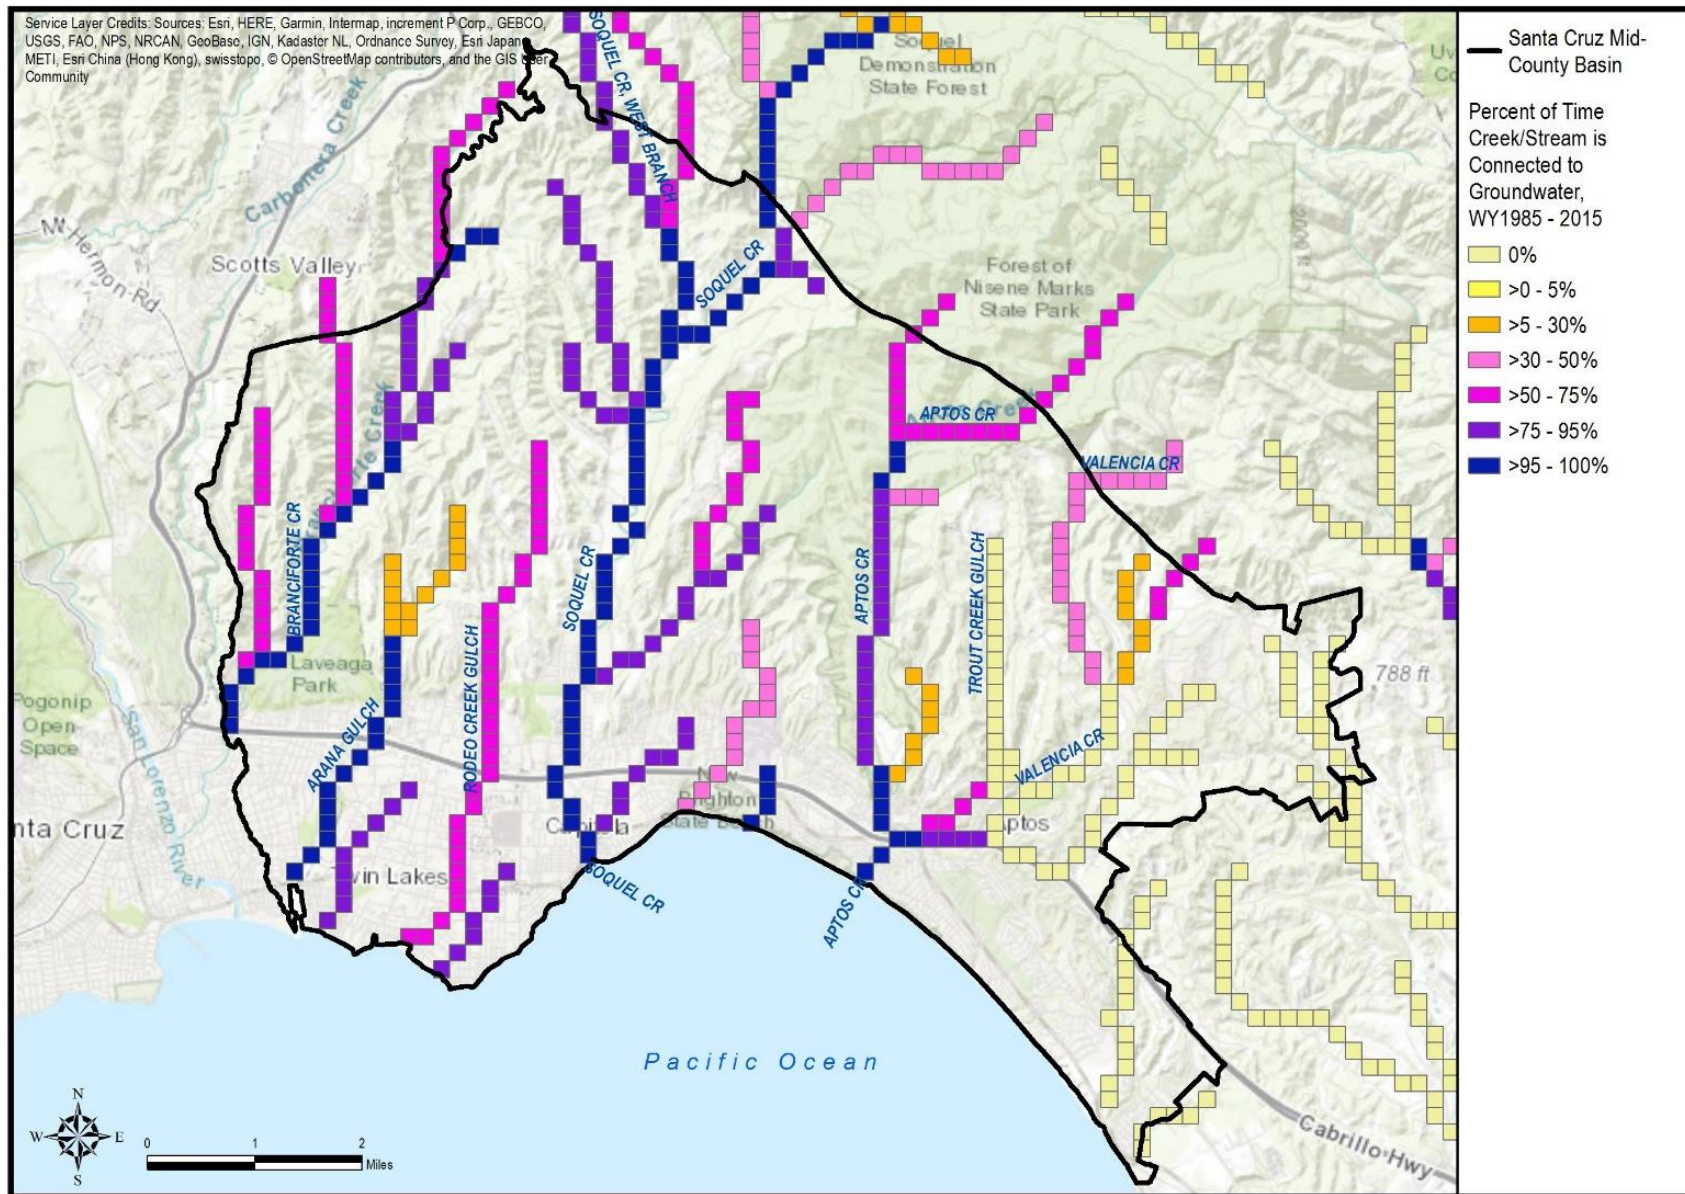 Service Layer Credits: Sources: Esri, HERE, Garmin, Intermap, increment P Corp., GEBCO,
USGS, FAO, NPS, NRCAN, GeoBase, IGN, Kadaster NL, Ordnance Survey, Esri Japan,
METI, Esri China (Hong Kong), swisstopo, © OpenStreetMap contributors, and the GIS User
Community
Santa Cruz Mid-
County Basin
Percent of Time
Creek/Stream is
Connected to
Groundwater,
WY1985 - 2015
0%
>0 - 5%
>5 - 30%
>30 - 50%
>50 - 75%
>75 - 95%
>95 - 100%
SOQUEL CR, WEST BRANCH
Soquel
Demonstration
State Forest
Carbonera Creek
Mt Hermon Rd
Scotts Valley
SOQUEL CR
2600 ft
Forest of
Nisene Marks
State Park
APTOS CR
VALENCIA CR
BRANCIFORTE CR
SOQUEL CR
APTOS CR
TROUT CREEK GULCH
RODEO CREEK GULCH
Laveaga
Park
788 ft
Pogonip
Open
Space
San Lorenzo River
ARANA GULCH
VALENCIA CR
New
Brighton
State Beach
nta Cruz
Capitola
Aptos
Twin Lakes
SOQUEL CR
APTOS CR
Pacific Ocean
Cabrillo Hwy
N
W
E
S
0
1
2
Miles